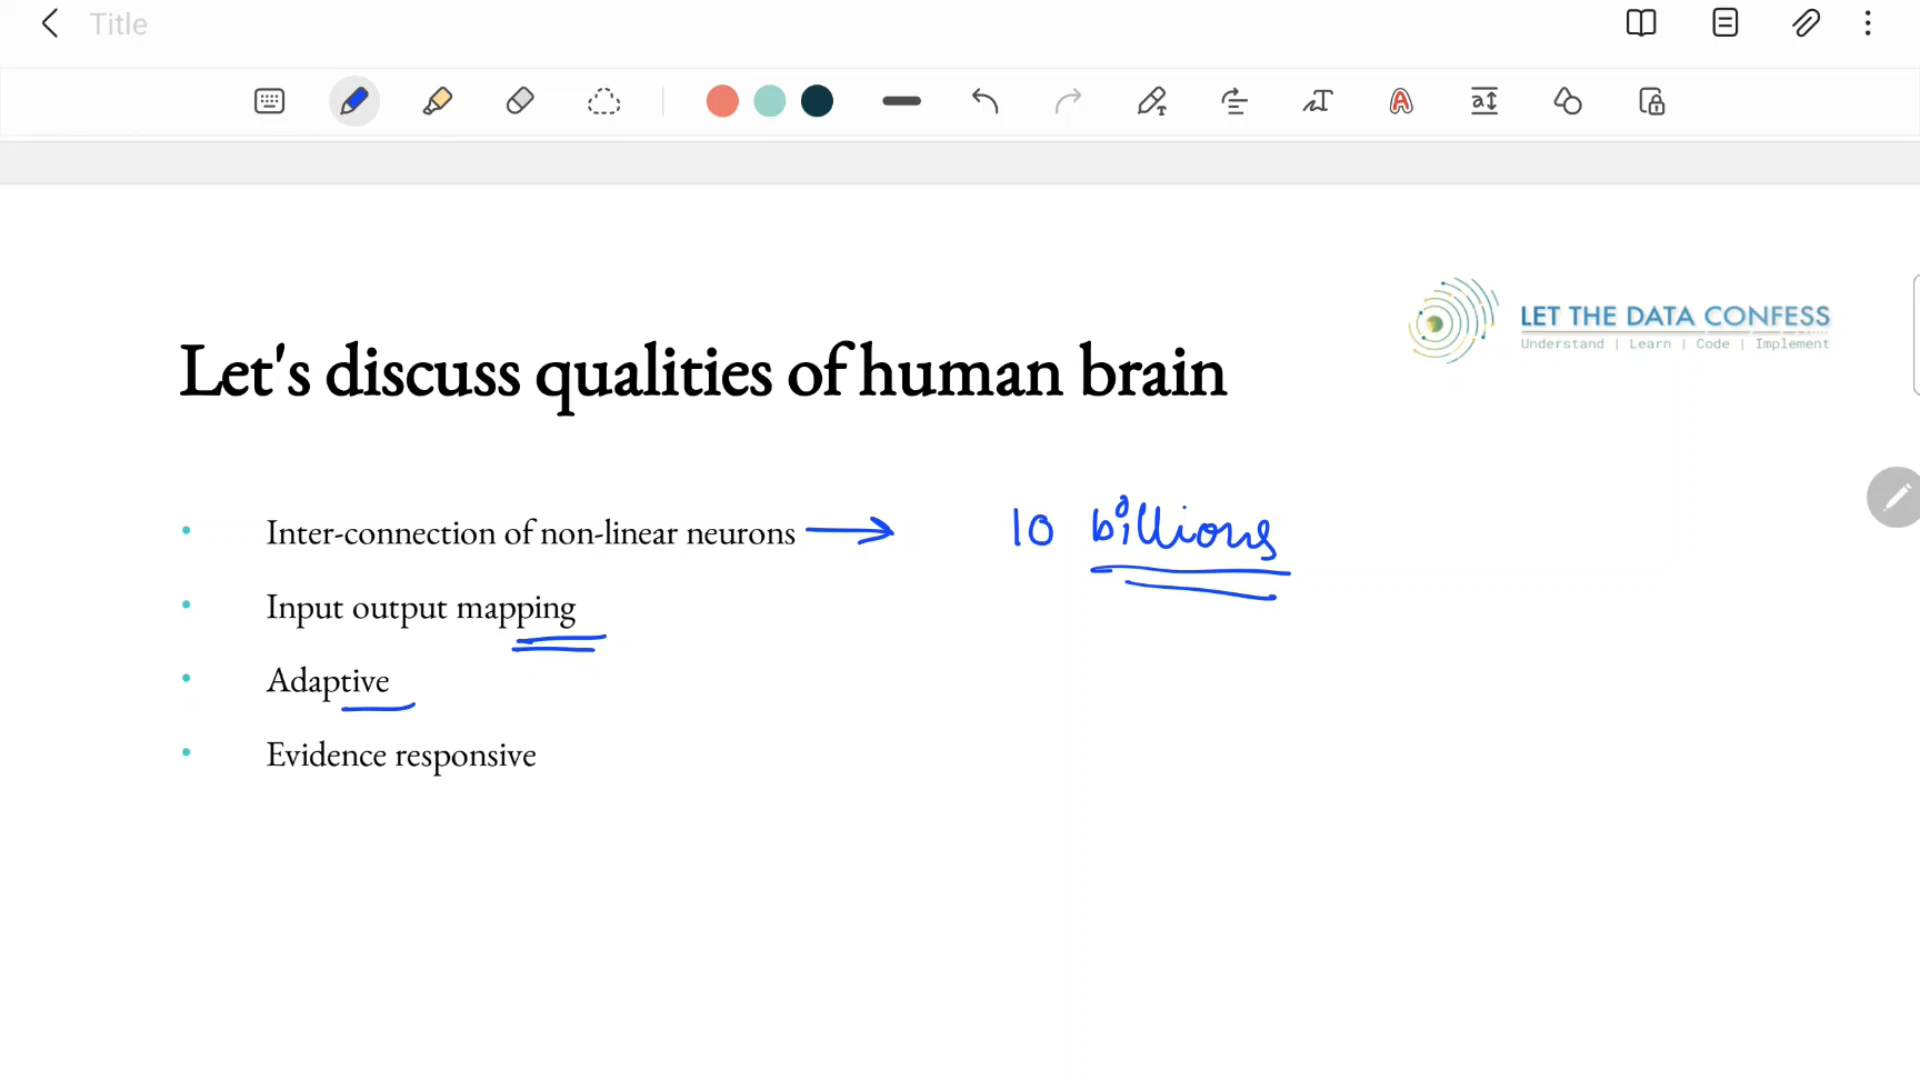 Title
LET THE DATA CONFESS
Understand | Learn | Code | Implement
Let's discuss qualities of human brain
• Inter-connection of non-linear neurons → 10 billions
• Input output mapping
• Adaptive
• Evidence responsive